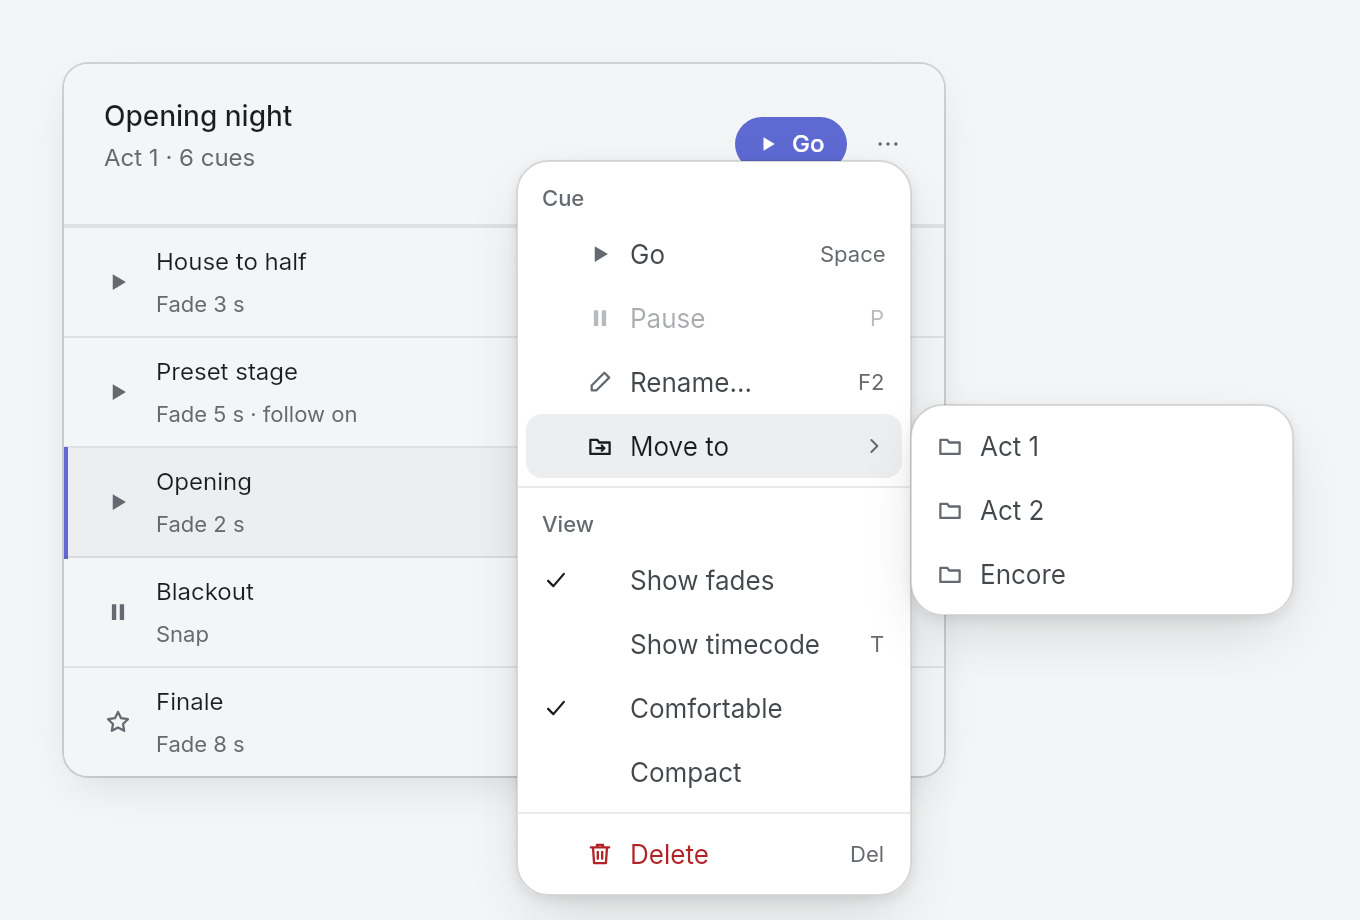 Opening night
Act 1 · 6 cues
Go
House to half
Fade 3 s
Preset stage
Fade 5 s · follow on
Opening
Fade 2 s
Blackout
Snap
Finale
Fade 8 s
Cue
Go Space
Pause P
Rename... F2
Move to
View
Show fades
Show timecode T
Comfortable
Compact
Delete Del
Act 1
Act 2
Encore